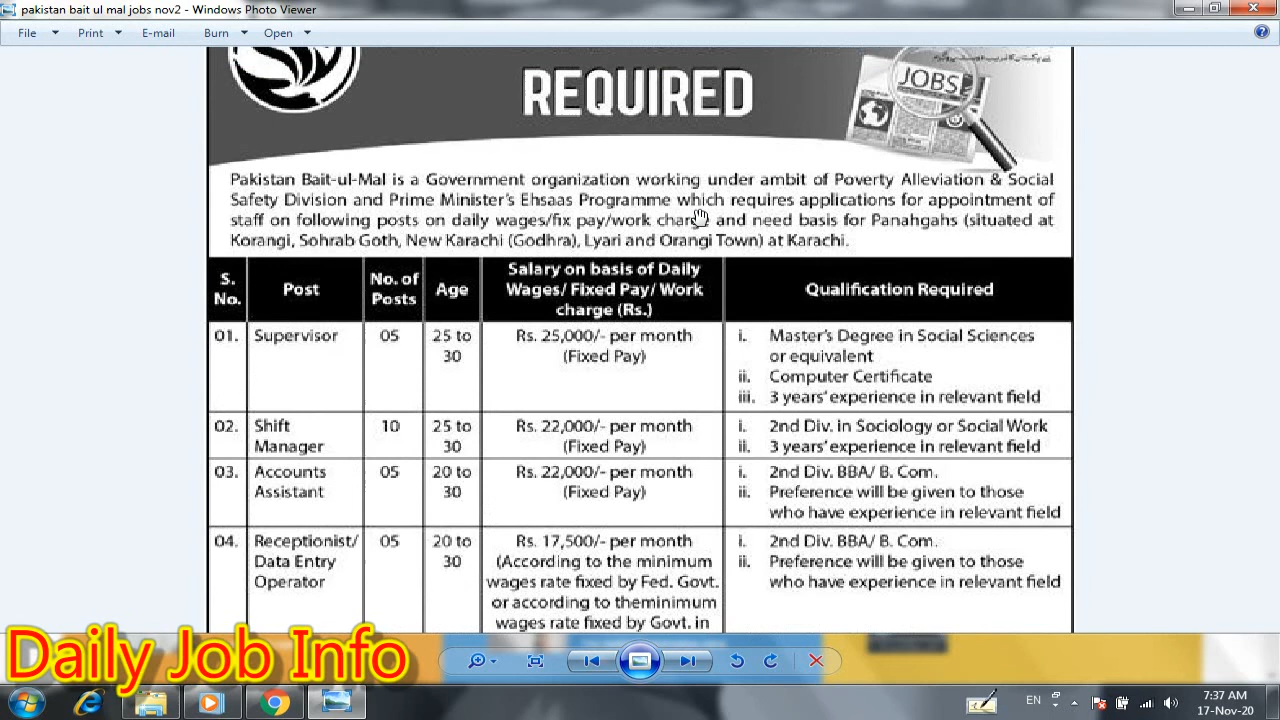 pakistan bait ul mal jobs nov2 - Windows Photo Viewer
File Print E-mail Burn Open
REQUIRED
JOBS
Pakistan Bait-ul-Mal is a Government organization working under ambit of Poverty Alleviation & Social
Safety Division and Prime Minister's Ehsaas Programme which requires applications for appointment of
staff on following posts on daily wages/fix pay/work charge and need basis for Panahgahs (situated at
Korangi, Sohrab Goth, New Karachi (Godhra), Lyari and Orangi Town) at Karachi.
S. No. Post No. of Posts Age Salary on basis of Daily Wages/ Fixed Pay/ Work charge (Rs.) Qualification Required
01. Supervisor 05 25 to 30 Rs. 25,000/- per month (Fixed Pay) i. Master's Degree in Social Sciences
or equivalent
ii. Computer Certificate
iii. 3 years' experience in relevant field
02. Shift Manager 10 25 to 30 Rs. 22,000/- per month (Fixed Pay) i. 2nd Div. in Sociology or Social Work
ii. 3 years' experience in relevant field
03. Accounts Assistant 05 20 to 30 Rs. 22,000/- per month (Fixed Pay) i. 2nd Div. BBA/ B. Com.
ii. Preference will be given to those
who have experience in relevant field
04. Receptionist/ Data Entry Operator 05 20 to 30 Rs. 17,500/- per month
(According to the minimum
wages rate fixed by Fed. Govt.
or according to theminimum
wages rate fixed by Govt. in
i. 2nd Div. BBA/ B. Com.
ii. Preference will be given to those
who have experience in relevant field
Daily Job Info
EN
7:37 AM
17-Nov-20